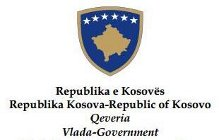 Republika e Kosovës
Republika Kosova-Republic of Kosovo
Qeveria
Vlada-Government